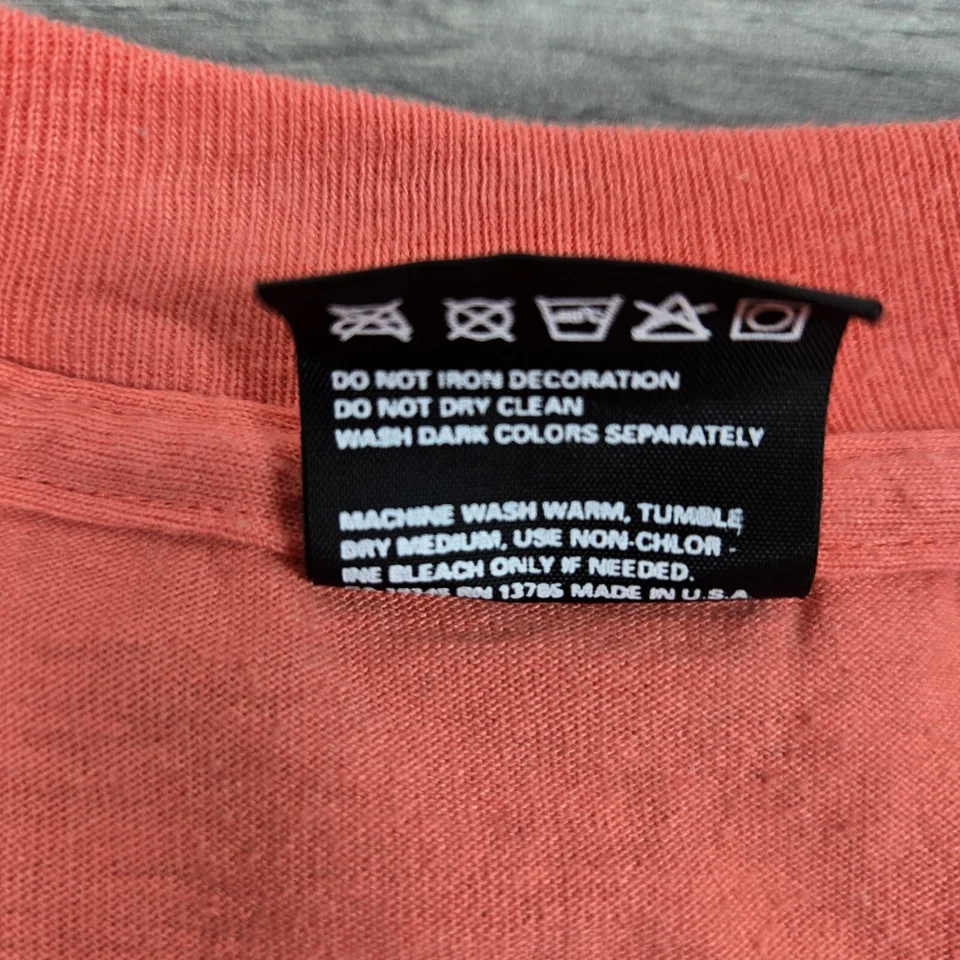 DO NOT IRON DECORATION
DO NOT DRY CLEAN
WASH DARK COLORS SEPARATELY
MACHINE WASH WARM, TUMBLE
DRY MEDIUM, USE NON-CHLOR -
INE BLEACH ONLY IF NEEDED.
RN 13765 MADE IN U.S.A.